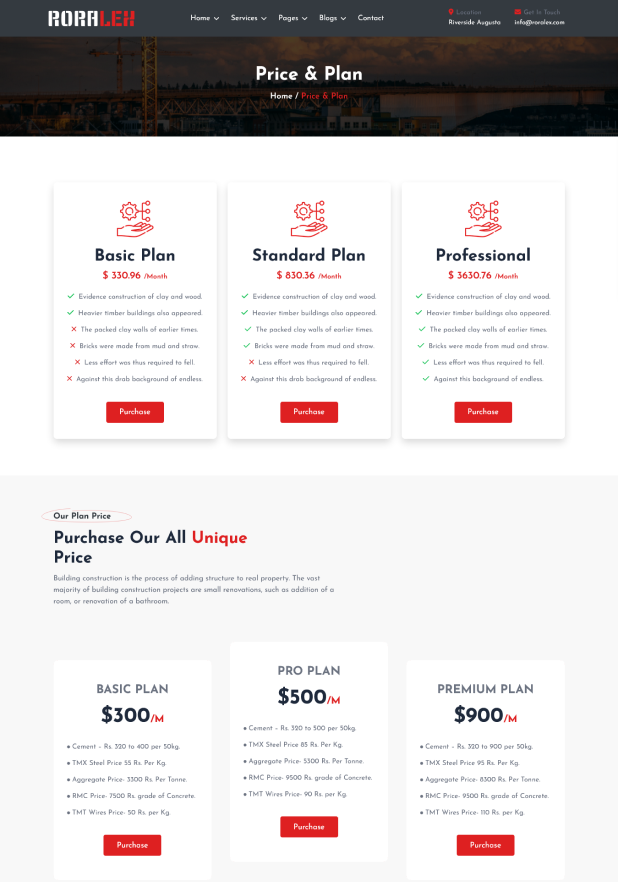 RORALEX
Home Services Pages Blogs Contact
Location
Riverside Augusta
Get In Touch
info@roralex.com
Price & Plan
Home / Price & Plan
Basic Plan
$ 330.96 /Month
Evidence construction of clay and wood.
Heavier timber buildings also appeared.
The packed clay walls of earlier times.
Bricks were made from mud and straw.
Less effort was thus required to fell.
Against this drab background of endless.
Purchase
Standard Plan
$ 830.36 /Month
Evidence construction of clay and wood.
Heavier timber buildings also appeared.
The packed clay walls of earlier times.
Bricks were made from mud and straw.
Less effort was thus required to fell.
Against this drab background of endless.
Purchase
Professional
$ 3630.76 /Month
Evidence construction of clay and wood.
Heavier timber buildings also appeared.
The packed clay walls of earlier times.
Bricks were made from mud and straw.
Less effort was thus required to fell.
Against this background of endless.
Purchase
Our Plan Price
Purchase Our All Unique
Price
Building construction is the process of adding structure to real property. The vast
majority of building construction projects are small renovations, such as addition of a
room, or renovation of a bathroom.
BASIC PLAN
$300/M
• Cement – Rs. 320 to 400 per 50kg.
• TMX Steel Price 55 Rs. Per Kg.
• Aggregate Price- 3300 Rs. Per Tonne.
• RMC Price- 7500 Rs. grade of Concrete.
• TMT Wires Price- 50 Rs. per Kg.
Purchase
PRO PLAN
$500/M
• Cement – Rs. 320 to 500 per 50kg.
• TMX Steel Price 85 Rs. Per Kg.
• Aggregate Price- 5300 Rs. Per Tonne.
• RMC Price- 9500 Rs. grade of Concrete.
• TMT Wires Price- 90 Rs. per Kg.
Purchase
PREMIUM PLAN
$900/M
• Cement – Rs. 320 to 900 per 50kg.
• TMX Steel Price 95 Rs. Per Kg.
• Aggregate Price- 8300 Rs. Per Tonne.
• RMC Price- 9500 Rs. grade of Concrete.
• TMT Wires Price- 110 Rs. per Kg.
Purchase